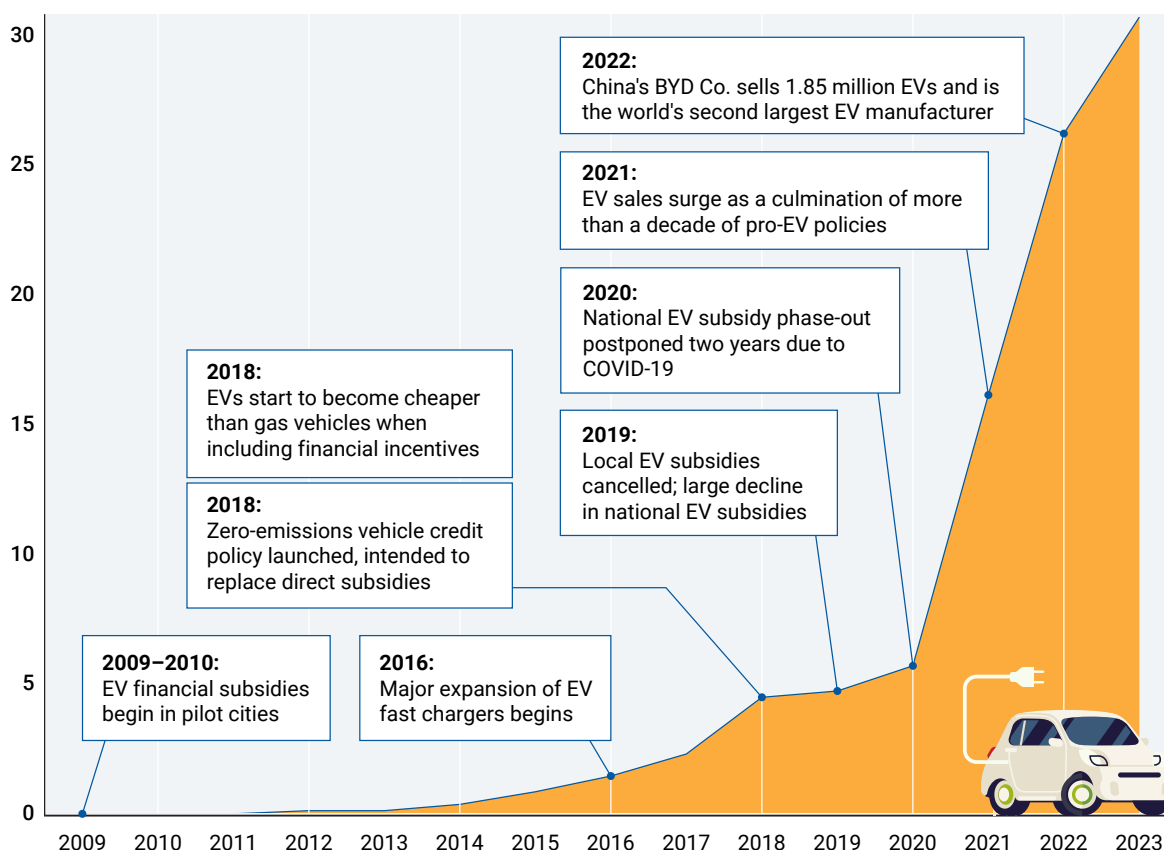 30
25
20
15
10
5
0
2022:
China's BYD Co. sells 1.85 million EVs and is
the world's second largest EV manufacturer
2021:
EV sales surge as a culmination of more
than a decade of pro-EV policies
2020:
National EV subsidy phase-out
postponed two years due to
COVID-19
2018:
EVs start to become cheaper
than gas vehicles when
including financial incentives
2019:
Local EV subsidies
cancelled; large decline
in national EV subsidies
2018:
Zero-emissions vehicle credit
policy launched, intended to
replace direct subsidies
2009–2010:
EV financial subsidies
begin in pilot cities
2016:
Major expansion of EV
fast chargers begins
2009 2010 2011 2012 2013 2014 2015 2016 2017 2018 2019 2020 2021 2022 2023